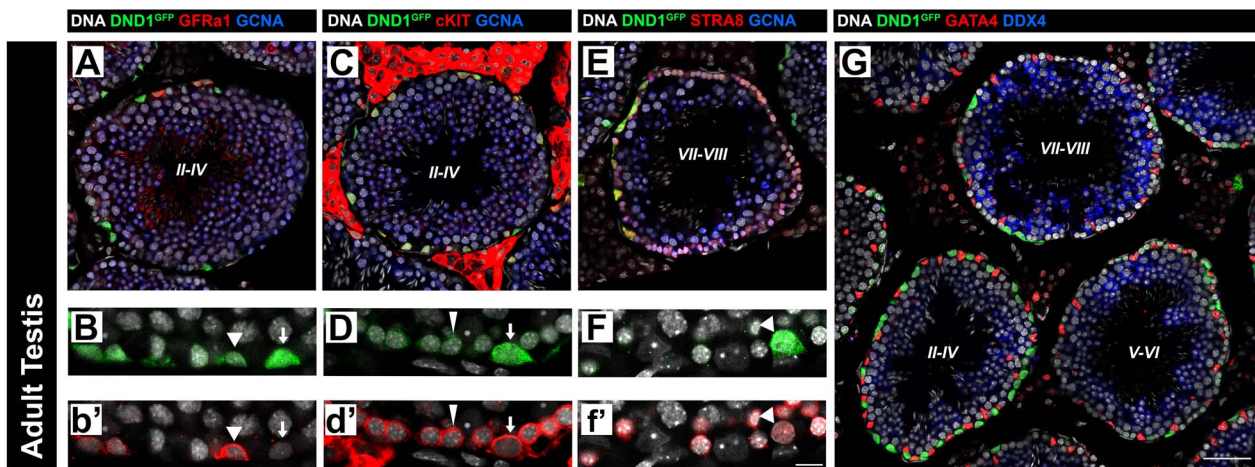 DNA DND1GFP GFRa1 GCNA
DNA DND1GFP cKIT GCNA
DNA DND1GFP STRA8 GCNA
DNA DND1GFP GATA4 DDX4
Adult Testis
A
II-IV
C
II-IV
E
VII-VIII
G
VII-VIII
II-IV
V-VI
B
D
F
b'
d'
f'